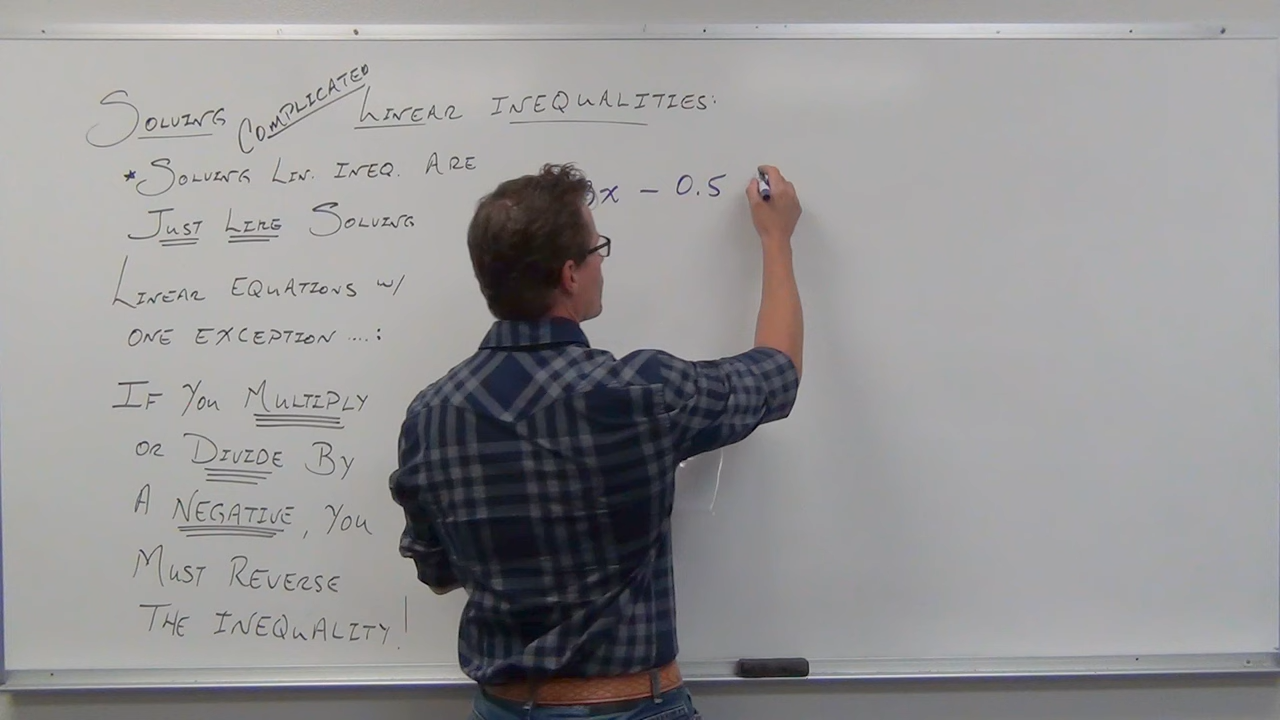 SOLVING COMPLICATED LINEAR INEQUALITIES:
* SOLVING LIN. INEQ. ARE
JUST LIKE SOLVING
LINEAR EQUATIONS W/
ONE EXCEPTION ....:
IF YOU MULTIPLY
OR DIVIDE BY
A NEGATIVE, YOU
MUST REVERSE
THE INEQUALITY!
x - 0.5